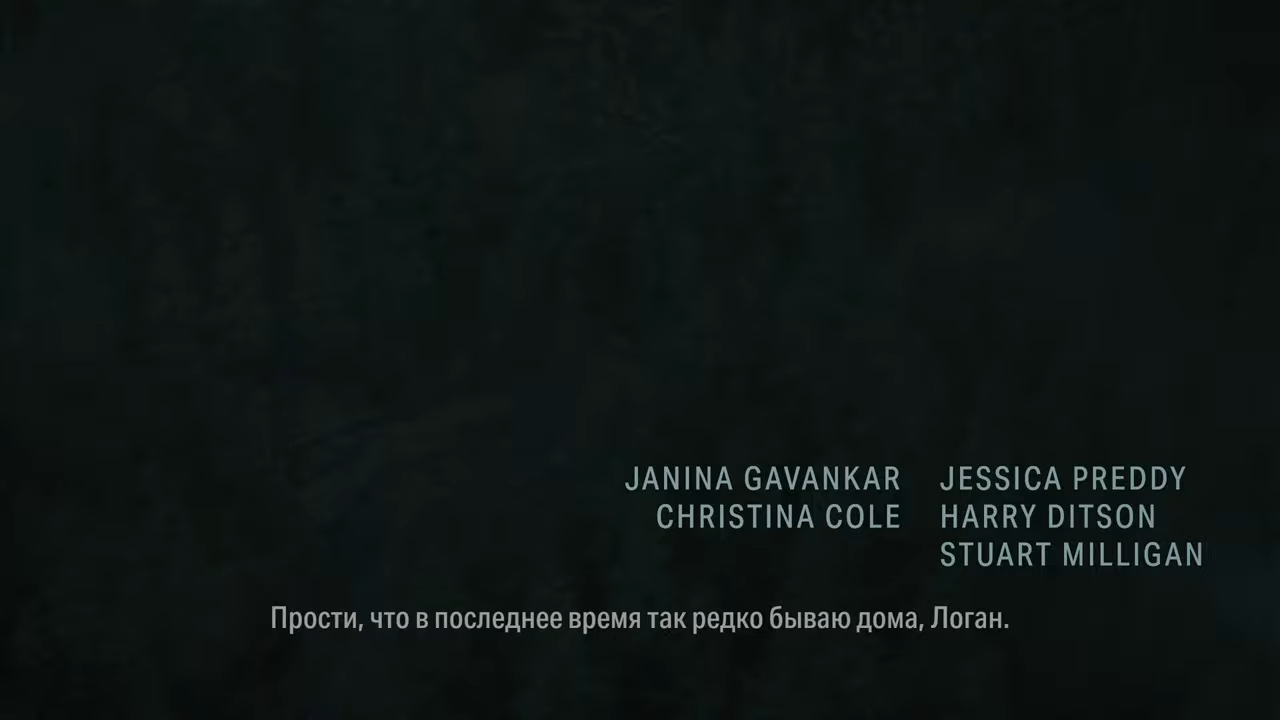 JANINA GAVANKAR JESSICA PREDDY
CHRISTINA COLE HARRY DITSON
STUART MILLIGAN
Прости, что в последнее время так редко бываю дома, Логан.